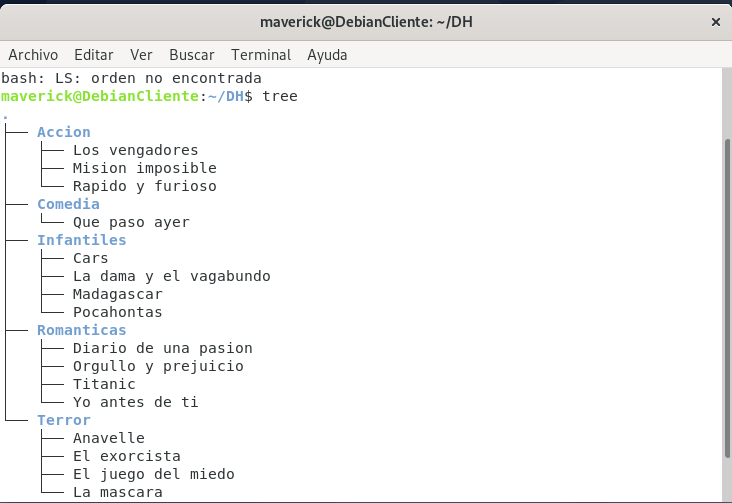 maverick@DebianCliente: ~/DH
Archivo Editar Ver Buscar Terminal Ayuda
bash: LS: orden no encontrada
maverick@DebianCliente:~/DH$ tree
.
├── Accion
│   ├── Los vengadores
│   ├── Mision imposible
│   └── Rapido y furioso
├── Comedia
│   └── Que paso ayer
├── Infantiles
│   ├── Cars
│   ├── La dama y el vagabundo
│   ├── Madagascar
│   └── Pocahontas
├── Romanticas
│   ├── Diario de una pasion
│   ├── Orgullo y prejuicio
│   ├── Titanic
│   └── Yo antes de ti
└── Terror
    ├── Anavelle
    ├── El exorcista
    ├── El juego del miedo
    └── La mascara